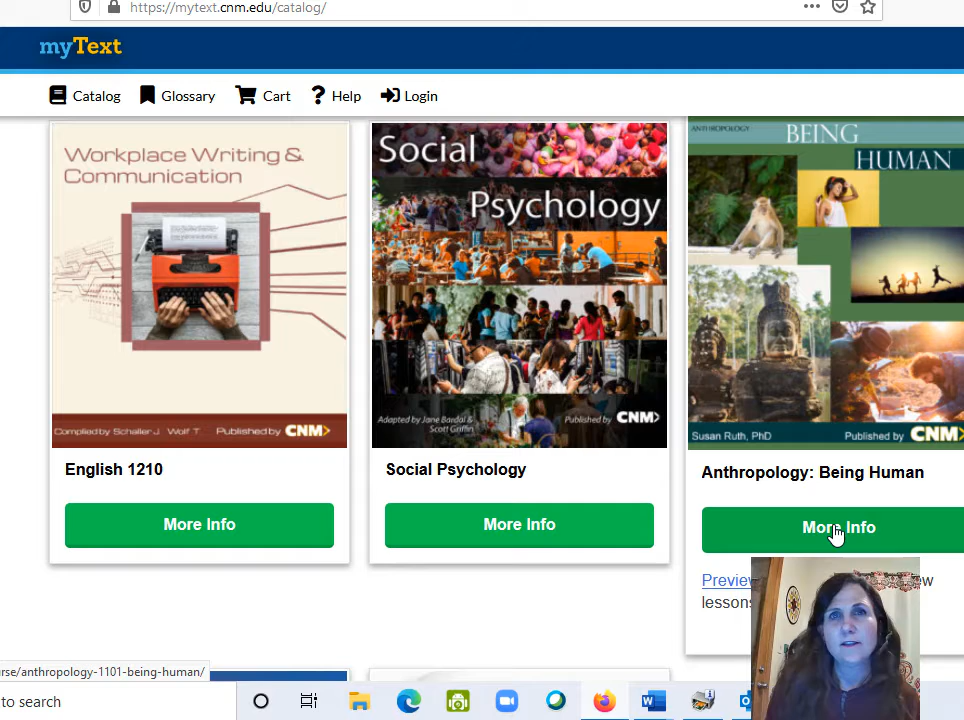 https://mytext.cnm.edu/catalog/
myText
Catalog Glossary Cart Help Login
Workplace Writing &
Communication
Compiled by Schaller J Wolf T Published by CNM
English 1210
More Info
Social
Psychology
Adapted by Jane Bardal &
Scott Griffin
Published by CNM
Social Psychology
More Info
ANTHROPOLOGY
BEING
HUMAN
Susan Ruth, PhD
Published by CNM
Anthropology: Being Human
More Info
rse/anthropology-1101-being-human/
to search